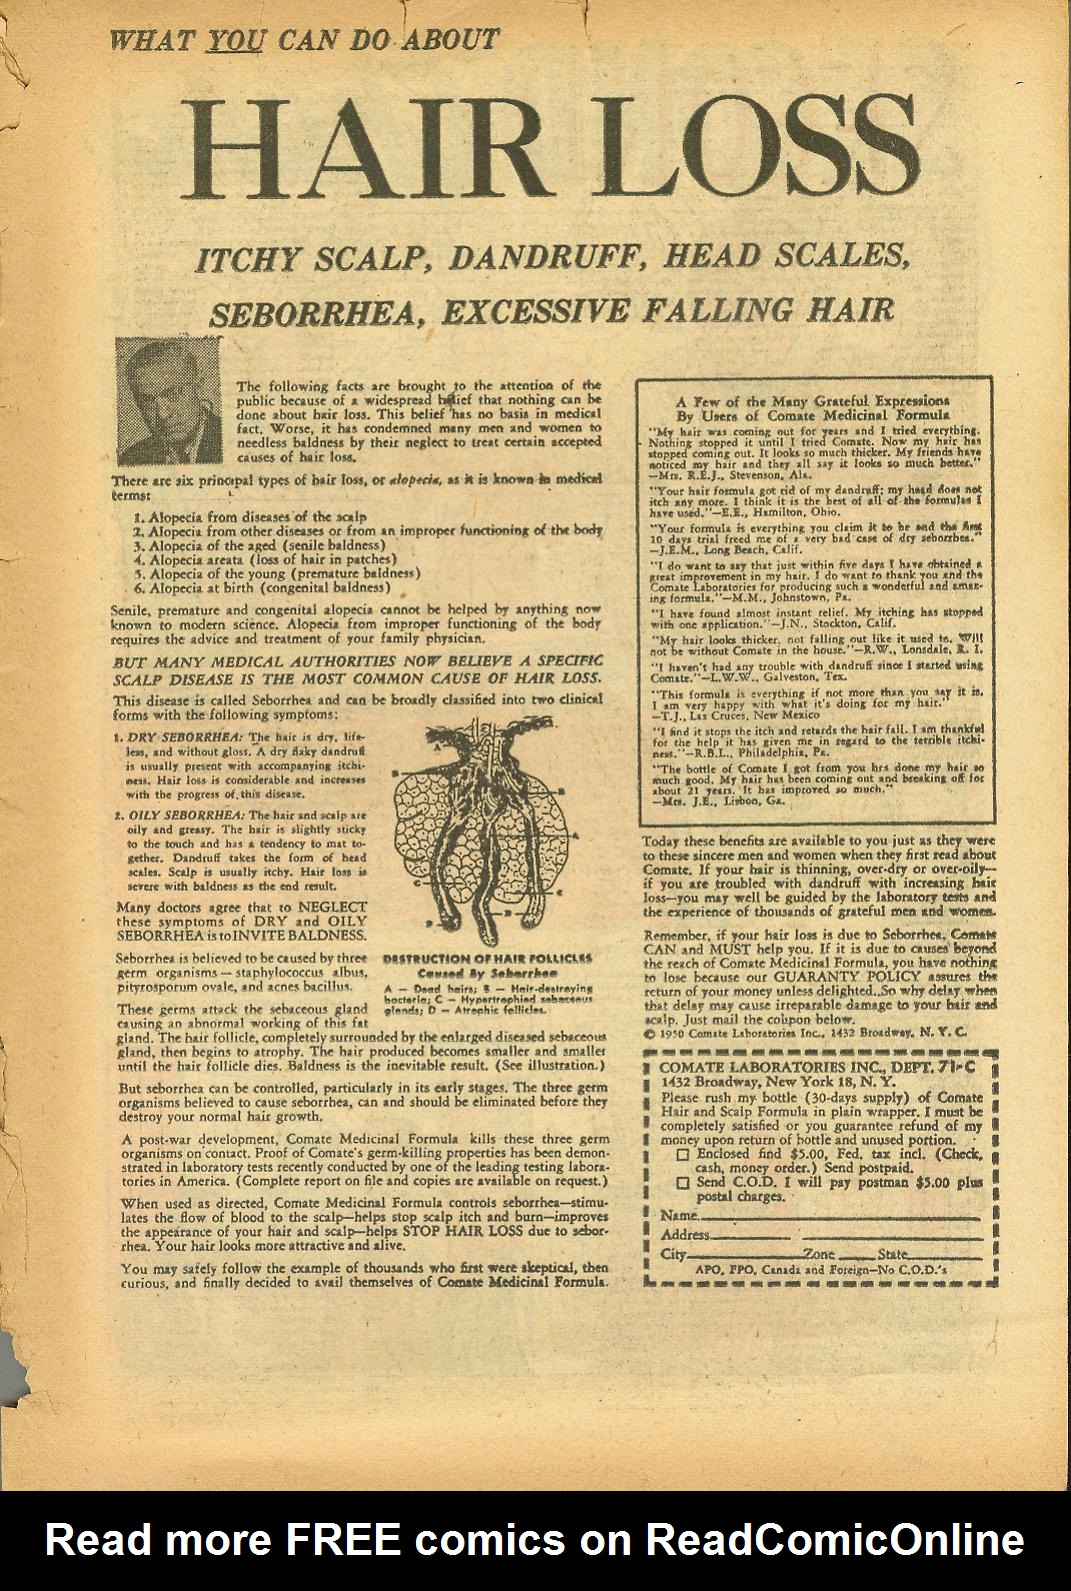 WHAT YOU CAN DO ABOUT
HAIR LOSS
ITCHY SCALP, DANDRUFF, HEAD SCALES,
SEBORRHEA, EXCESSIVE FALLING HAIR
The following facts are brought to the attention of the
public because of a widespread belief that nothing can be
done about hair loss. This belief has no basis in medical
fact. Worse, it has condemned many men and women to
needless baldness by their neglect to treat certain accepted
causes of hair loss.
There are six principal types of hair loss, or alopecia, as it is known in medical
terms:
1. Alopecia from diseases of the scalp
2. Alopecia from other diseases or from an improper functioning of the body
3. Alopecia of the aged (senile baldness)
4. Alopecia areata (loss of hair in patches)
5. Alopecia of the young (premature baldness)
6. Alopecia at birth (congenital baldness)
Senile, premature and congenital alopecia cannot be helped by anything now
known to modern science. Alopecia from improper functioning of the body
requires the advice and treatment of your family physician.
BUT MANY MEDICAL AUTHORITIES NOW BELIEVE A SPECIFIC
SCALP DISEASE IS THE MOST COMMON CAUSE OF HAIR LOSS.
This disease is called Seborrhea and can be broadly classified into two clinical
forms with the following symptoms:
1. DRY SEBORRHEA: The hair is dry, life-
less, and without gloss. A dry flaky dandruff
is usually present with accompanying itchi-
ness. Hair loss is considerable and increases
with the progress of this disease.
2. OILY SEBORRHEA: The hair and scalp are
oily and greasy. The hair is slightly sticky
to the touch and has a tendency to mat to-
gether. Dandruff takes the form of head
scales. Scalp is usually itchy. Hair loss is
severe with baldness as the end result.
Many doctors agree that to NEGLECT
these symptoms of DRY and OILY
SEBORRHEA is to INVITE BALDNESS.
Seborrhea is believed to be caused by three
germ organisms — staphylococcus albus,
pityrosporum ovale, and acnes bacillus.
These germs attack the sebaceous gland
causing an abnormal working of this fat
gland. The hair follicle, completely surrounded by the enlarged diseased sebaceous
gland, then begins to atrophy. The hair produced becomes smaller and smaller
until the hair follicle dies. Baldness is the inevitable result. (See illustration.)
But seborrhea can be controlled, particularly in its early stages. The three germ
organisms believed to cause seborrhea, can and should be eliminated before they
destroy your normal hair growth.
A post-war development, Comate Medicinal Formula kills these three germ
organisms on contact. Proof of Comate's germ-killing properties has been demon-
strated in laboratory tests recently conducted by one of the leading testing labora-
tories in America. (Complete report on file and copies are available on request.)
When used as directed, Comate Medicinal Formula controls seborrhea—stimu-
lates the flow of blood to the scalp—helps stop scalp itch and burn—improves
the appearance of your hair and scalp—helps STOP HAIR LOSS due to sebor-
rhea. Your hair looks more attractive and alive.
You may safely follow the example of thousands who first were skeptical, then
curious, and finally decided to avail themselves of Comate Medicinal Formula.
DESTRUCTION OF HAIR FOLLICLES
Caused By Seborrhea
A — Dead hairs; B — Hair-destroying
bacteria; C — Hypertrophied sebaceous
glands; D — Atrophic follicles.
A Few of the Many Grateful Expressions
By Users of Comate Medicinal Formula
"My hair was coming out for years and I tried everything.
Nothing stopped it until I tried Comate. Now my hair has
stopped coming out. It looks so much thicker. My friends have
noticed my hair and they all say it looks so much better."
—Mrs. R.E.J., Stevenson, Ala.
"Your hair formula got rid of my dandruff; my head does not
itch any more. I think it is the best of all of the formulas I
have used."—E.E., Hamilton, Ohio.
"Your formula is everything you claim it to be and the first
10 days trial freed me of a very bad case of dry seborrhea."
—J.E.M., Long Beach, Calif.
"I do want to say that just within five days I have obtained a
great improvement in my hair. I do want to thank you and the
Comate Laboratories for producing such a wonderful and amaz-
ing formula."—M.M., Johnstown, Pa.
"I have found almost instant relief. My itching has stopped
with one application."—J.N., Stockton, Calif.
"My hair looks thicker, not falling out like it used to. Will
not be without Comate in the house."—R.W., Lonsdale, R. I.
"I haven't had any trouble with dandruff since I started using
Comate."—L.W.W., Galveston, Tex.
"This formula is everything if not more than you say it is.
I am very happy with what it's doing for my hair."
—T.J., Las Cruces, New Mexico
"I find it stops the itch and retards the hair fall. I am thankful
for the help it has given me in regard to the terrible itchi-
ness."—R.B.L., Philadelphia, Pa.
"The bottle of Comate I got from you has done my hair so
much good. My hair has been coming out and breaking off for
about 21 years. It has improved so much."
—Mrs. J.E., Lisbon, Ga.
Today these benefits are available to you just as they were
to these sincere men and women when they first read about
Comate. If your hair is thinning, over-dry or over-oily—
if you are troubled with dandruff with increasing hair
loss—you may well be guided by the laboratory tests and
the experience of thousands of grateful men and women.
Remember, if your hair loss is due to Seborrhea, Comate
CAN and MUST help you. If it is due to causes beyond
the reach of Comate Medicinal Formula, you have nothing
to lose because our GUARANTY POLICY assures the
return of your money unless delighted. So why delay when
that delay may cause irreparable damage to your hair and
scalp. Just mail the coupon below.
© 1950 Comate Laboratories Inc., 1432 Broadway, N. Y. C.
COMATE LABORATORIES INC., DEPT. 71-C
1432 Broadway, New York 18, N. Y.
Please rush my bottle (30-days supply) of Comate
Hair and Scalp Formula in plain wrapper. I must be
completely satisfied or you guarantee refund of my
money upon return of bottle and unused portion.
Enclosed find $5.00, Fed. tax incl. (Check,
cash, money order.) Send postpaid.
Send C.O.D. I will pay postman $5.00 plus
postal charges.
Name
Address
City Zone State
APO, FPO, Canada and Foreign—No C.O.D.'s
Read more FREE comics on ReadComicOnline